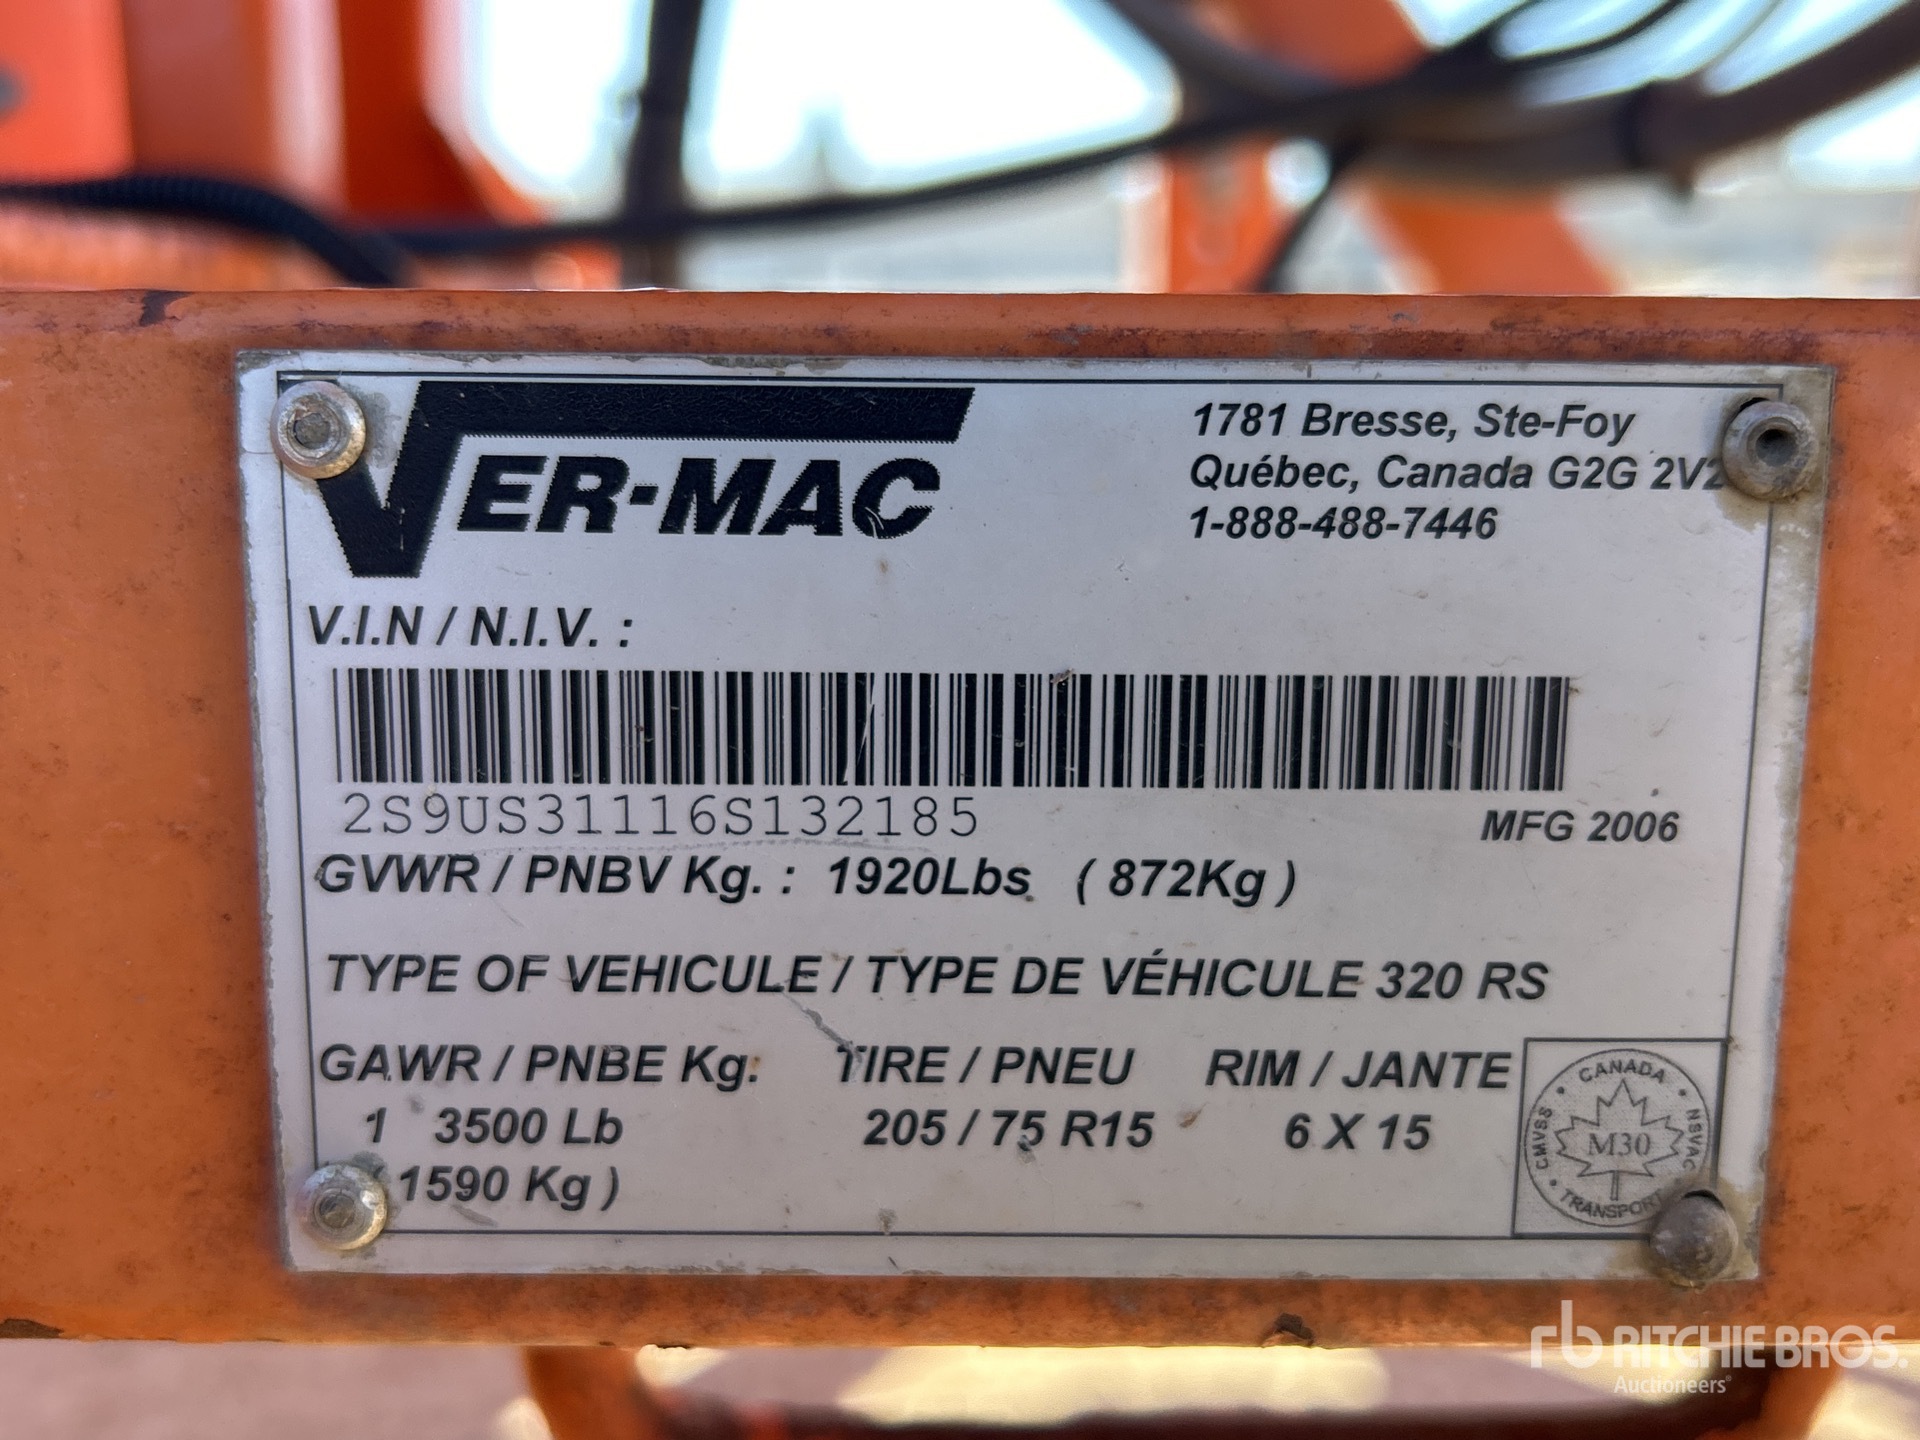 VER-MAC
1781 Bresse, Ste-Foy
Québec, Canada G2G 2V2
1-888-488-7446
V.I.N / N.I.V. :
2S9US31116S132185
MFG 2006
GVWR / PNBV Kg. : 1920Lbs ( 872Kg )
TYPE OF VEHICULE / TYPE DE VÉHICULE 320 RS
GAWR / PNBE Kg. TIRE / PNEU RIM / JANTE
1 3500 Lb 205 / 75 R15 6 X 15
( 1590 Kg )
CANADA
CMVSS
NSVAC
M30
TRANSPORT
rb RITCHIE BROS.
Auctioneers®